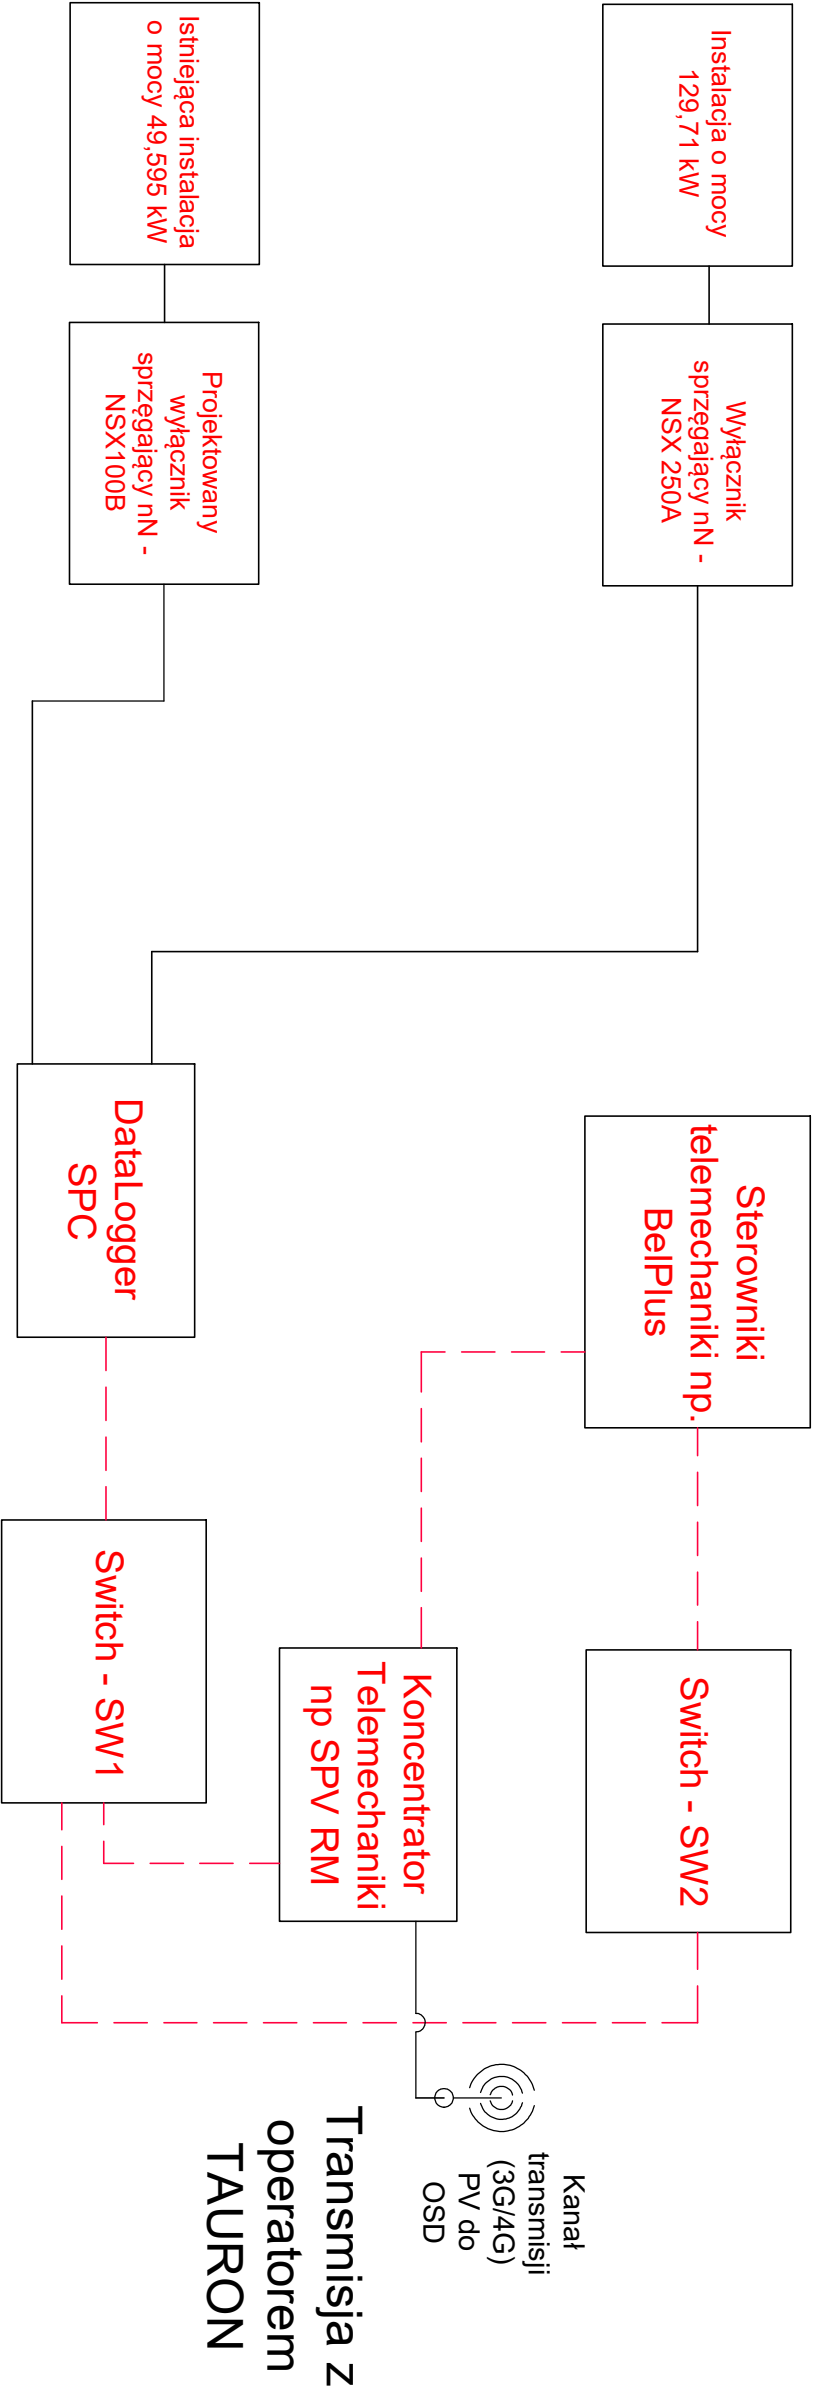 Instalacja o mocy
129,71 kW
Wyłącznik
sprzęgający nN -
NSX 250A
Istniejąca instalacja
o mocy 49,595 kW
Projektowany
wyłącznik
sprzęgający nN -
NSX100B
Sterowniki
telemechaniki np.
BelPlus
Switch - SW2
DataLogger
SPC
Switch - SW1
Koncentrator
Telemechaniki
np SPV RM
Kanał
transmisji
(3G/4G)
PV do
OSD
Transmisja z
operatorem
TAURON